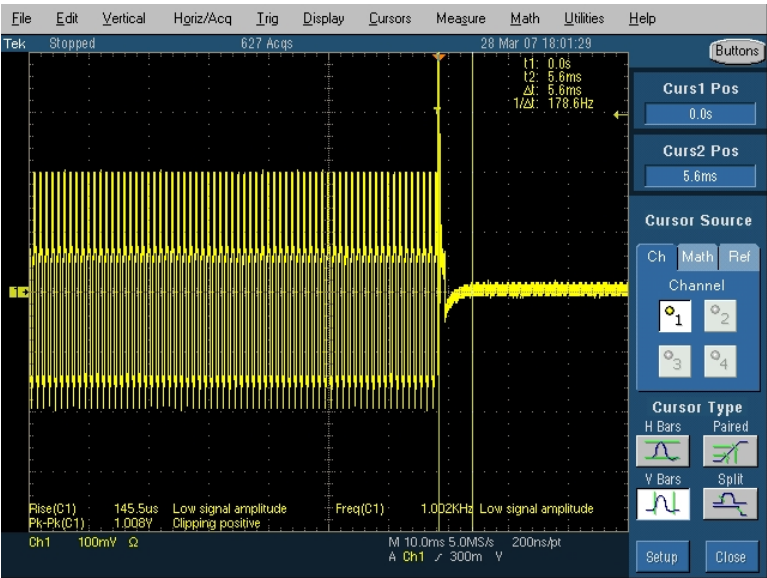 File Edit Vertical Horiz/Acq Trig Display Cursors Measure Math Utilities Help
Tek Stopped 627 Acqs 28 Mar 07 18:01:29
Buttons
t1: 0.0s
t2: 5.6ms
Δt: 5.6ms
1/Δt: 178.6Hz
Curs1 Pos
0.0s
Curs2 Pos
5.6ms
Cursor Source
Ch Math Ref
Channel
1 2
3 4
Cursor Type
H Bars Paired
V Bars Split
Setup Close
1
Rise(C1) 145.5us Low signal amplitude Freq(C1) 1.002KHz Low signal amplitude
Pk-Pk(C1) 1.008V Clipping positive
Ch1 100mV Ω M 10.0ms 5.0MS/s 200ns/pt
A Ch1 300m V